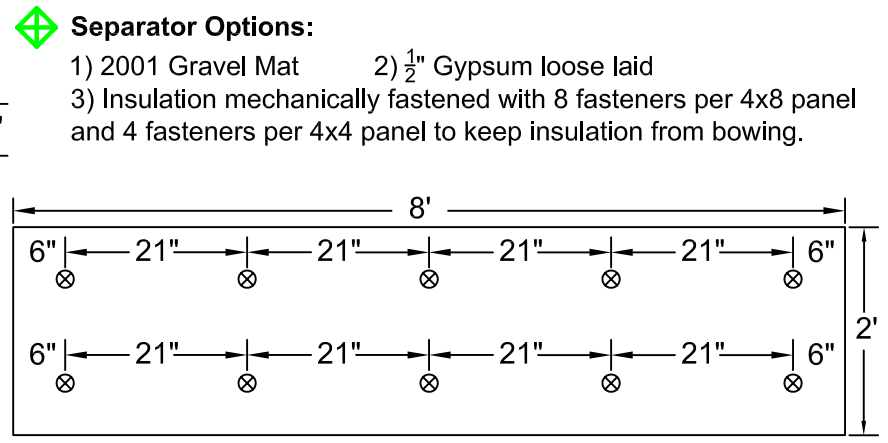 Separator Options:
1) 2001 Gravel Mat 2) 1/2" Gypsum loose laid
3) Insulation mechanically fastened with 8 fasteners per 4x8 panel
and 4 fasteners per 4x4 panel to keep insulation from bowing.
8'
6" 21" 21" 21" 21" 6"
2'
6" 21" 21" 21" 21" 6"